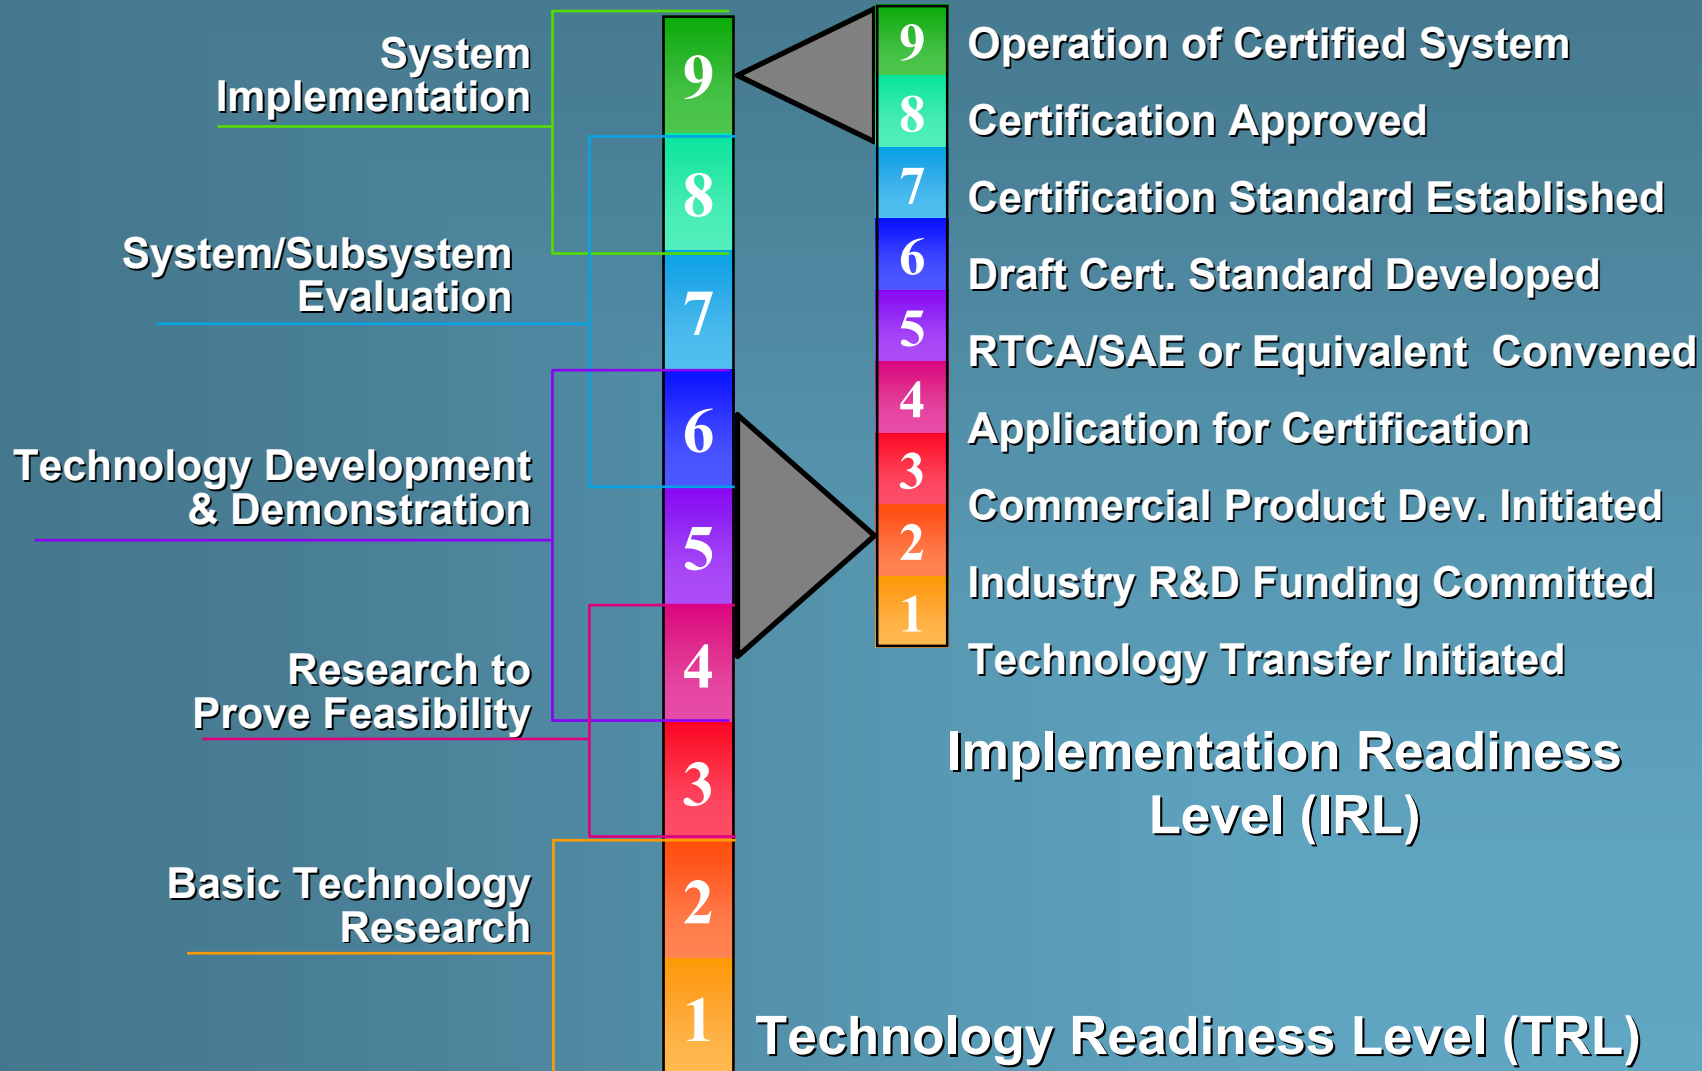 System
Implementation
System/Subsystem
Evaluation
Technology Development
& Demonstration
Research to
Prove Feasibility
Basic Technology
Research
9
8
7
6
5
4
3
2
1
9
8
7
6
5
4
3
2
1
Operation of Certified System
Certification Approved
Certification Standard Established
Draft Cert. Standard Developed
RTCA/SAE or Equivalent  Convened
Application for Certification
Commercial Product Dev. Initiated
Industry R&D Funding Committed
Technology Transfer Initiated
Implementation Readiness
Level (IRL)
Technology Readiness Level (TRL)